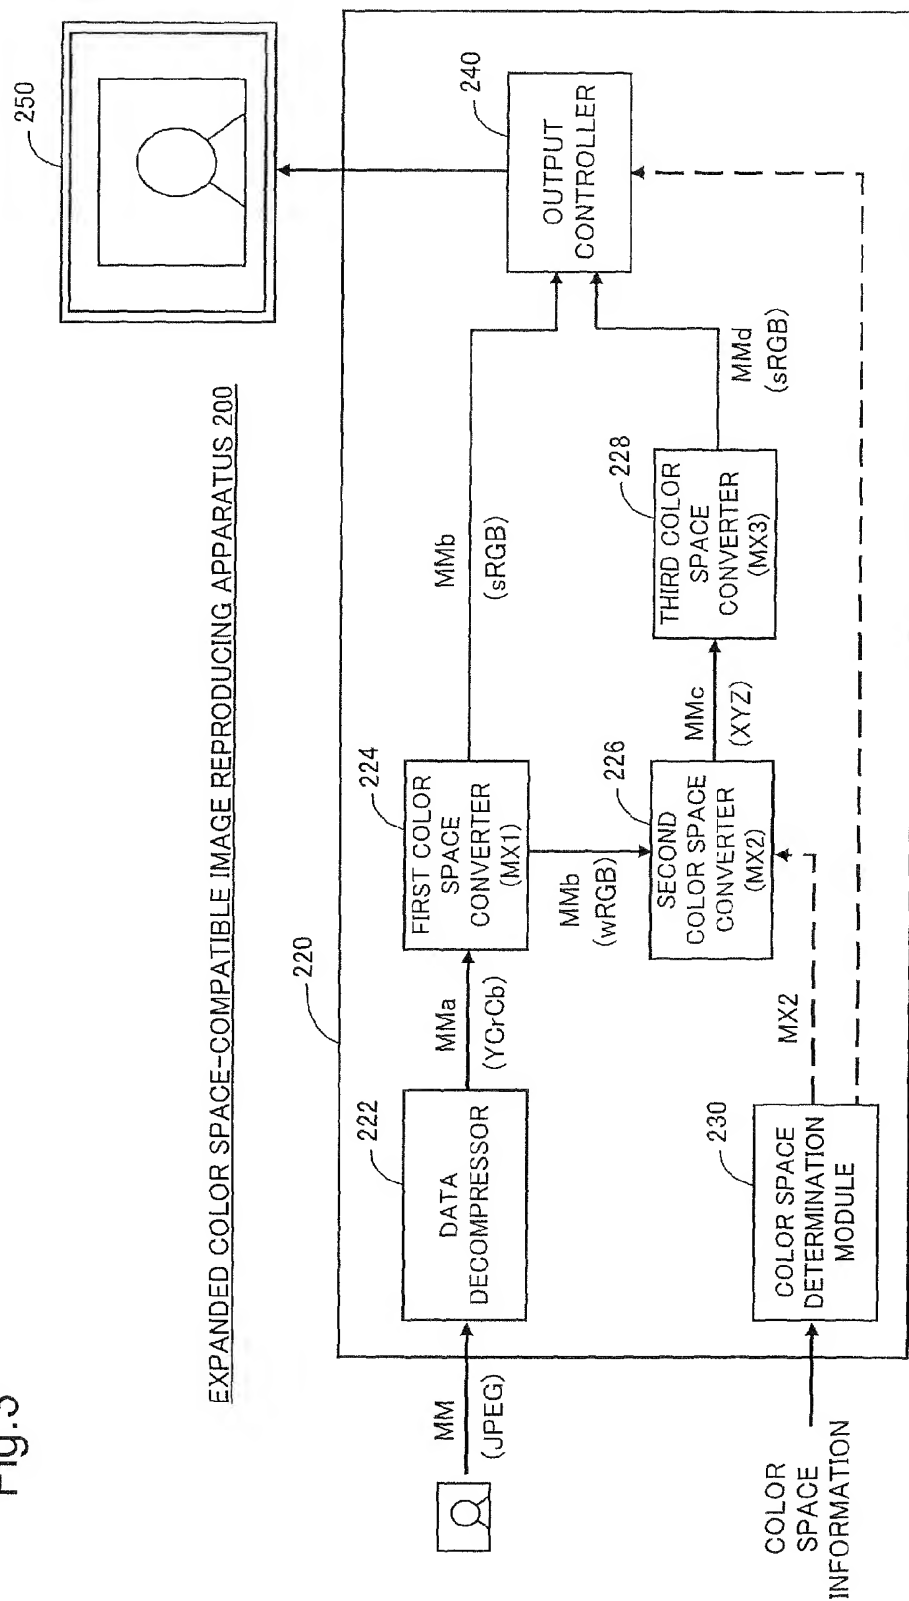 Fig.3
EXPANDED COLOR SPACE-COMPATIBLE IMAGE REPRODUCING APPARATUS 200
250
220
MM
(JPEG)
222
DATA
DECOMPRESSOR
MMa
(YCrCb)
224
FIRST COLOR
SPACE
CONVERTER
(MX1)
MMb
(sRGB)
240
OUTPUT
CONTROLLER
MMb
(wRGB)
226
SECOND
COLOR SPACE
CONVERTER
(MX2)
MMc
(XYZ)
228
THIRD COLOR
SPACE
CONVERTER
(MX3)
MMd
(sRGB)
COLOR
SPACE
INFORMATION
230
COLOR SPACE
DETERMINATION
MODULE
MX2